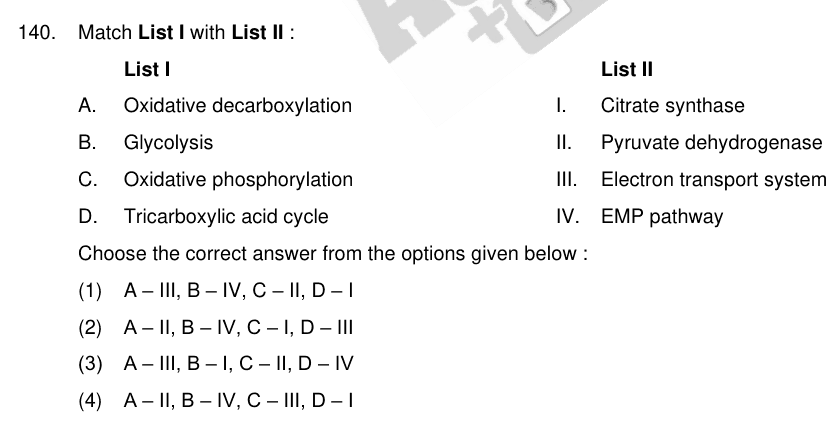 140. Match List I with List II :
List I List II
A. Oxidative decarboxylation I. Citrate synthase
B. Glycolysis II. Pyruvate dehydrogenase
C. Oxidative phosphorylation III. Electron transport system
D. Tricarboxylic acid cycle IV. EMP pathway
Choose the correct answer from the options given below :
(1) A – III, B – IV, C – II, D – I
(2) A – II, B – IV, C – I, D – III
(3) A – III, B – I, C – II, D – IV
(4) A – II, B – IV, C – III, D – I